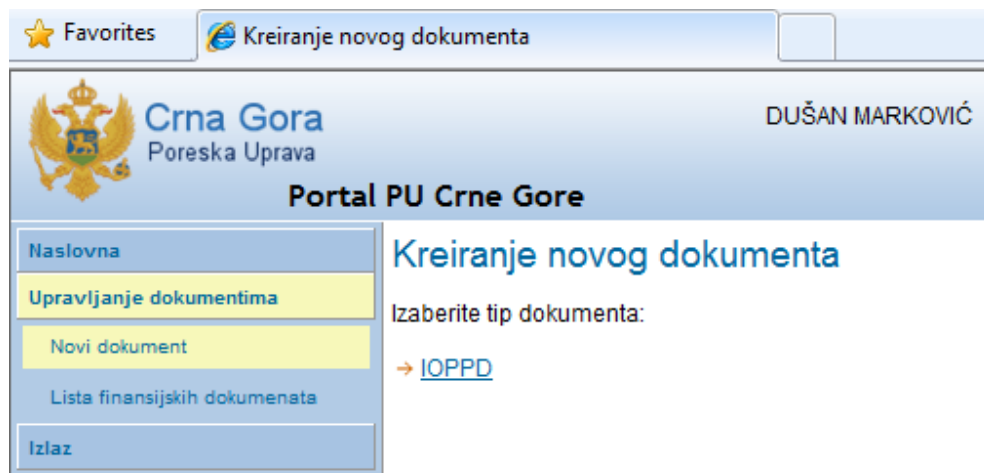 Favorites
Kreiranje novog dokumenta
Crna Gora
Poreska Uprava
DUŠAN MARKOVIĆ
Portal PU Crne Gore
Naslovna
Upravljanje dokumentima
Novi dokument
Lista finansijskih dokumenata
Izlaz
Kreiranje novog dokumenta
Izaberite tip dokumenta:
→ IOPPD